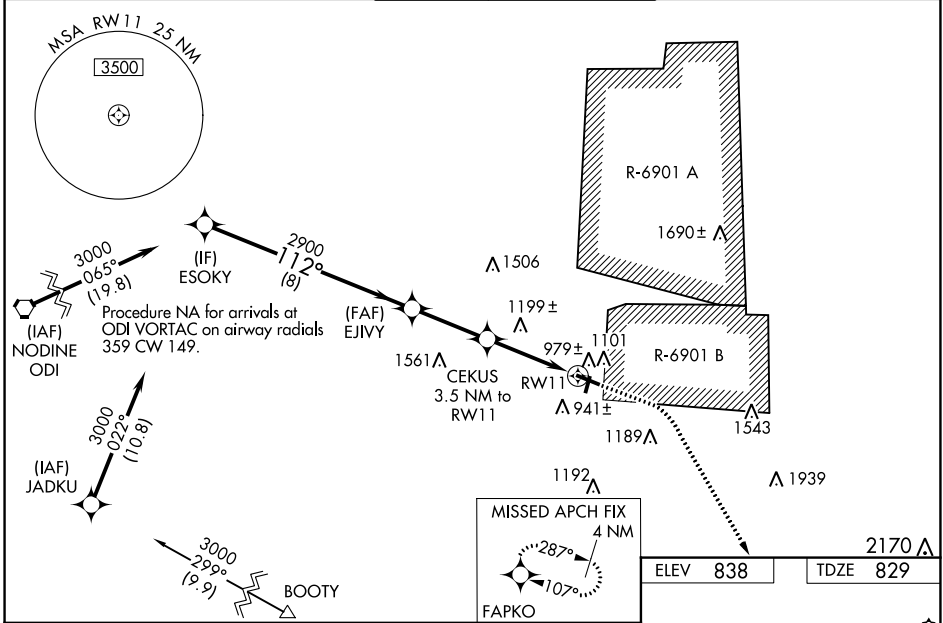 MSA RW11 25 NM
3500
R-6901 A
1690±
3000
065°
(19.8)
(IF)
ESOKY
2900
112°
(8)
1506
(IAF)
NODINE
ODI
Procedure NA for arrivals at
ODI VORTAC on airway radials
359 CW 149.
(FAF)
EJIVY
1199±
1561
CEKUS
3.5 NM to
RW11
979±
1101
RW11
R-6901 B
941±
1189
1543
3000
022°
(10.8)
(IAF)
JADKU
1192
1939
MISSED APCH FIX
4 NM
287°
107°
FAPKO
3000
299°
(9.9)
BOOTY
2170
ELEV 838
TDZE 829